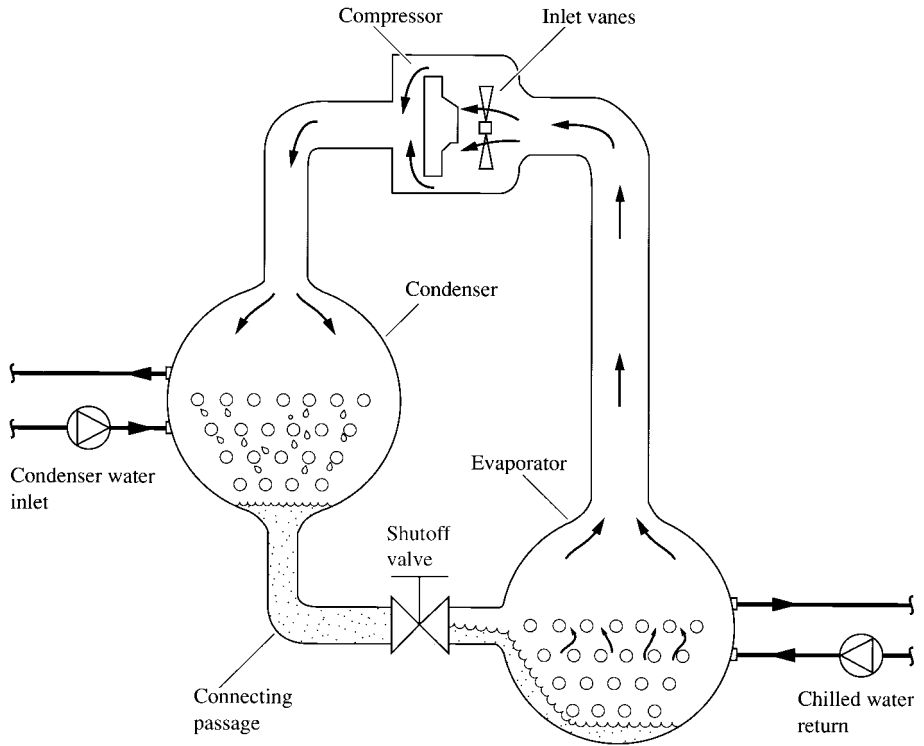 Compressor
Inlet vanes
Condenser
Condenser water
inlet
Evaporator
Shutoff
valve
Connecting
passage
Chilled water
return